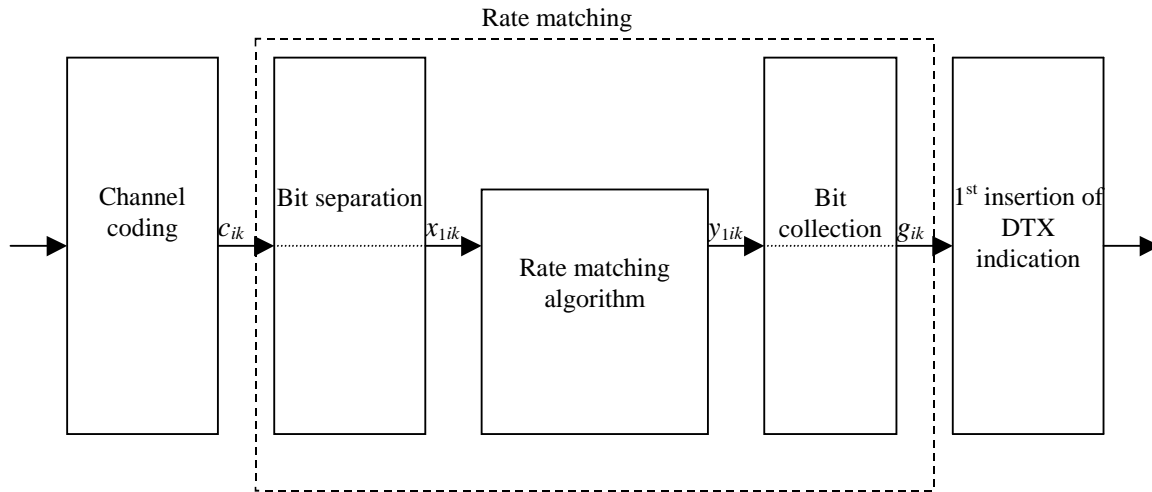 Rate matching
Channel
coding
c_ik
Bit separation
x_1ik
Rate matching
algorithm
y_1ik
Bit
collection
g_ik
1st insertion of
DTX
indication